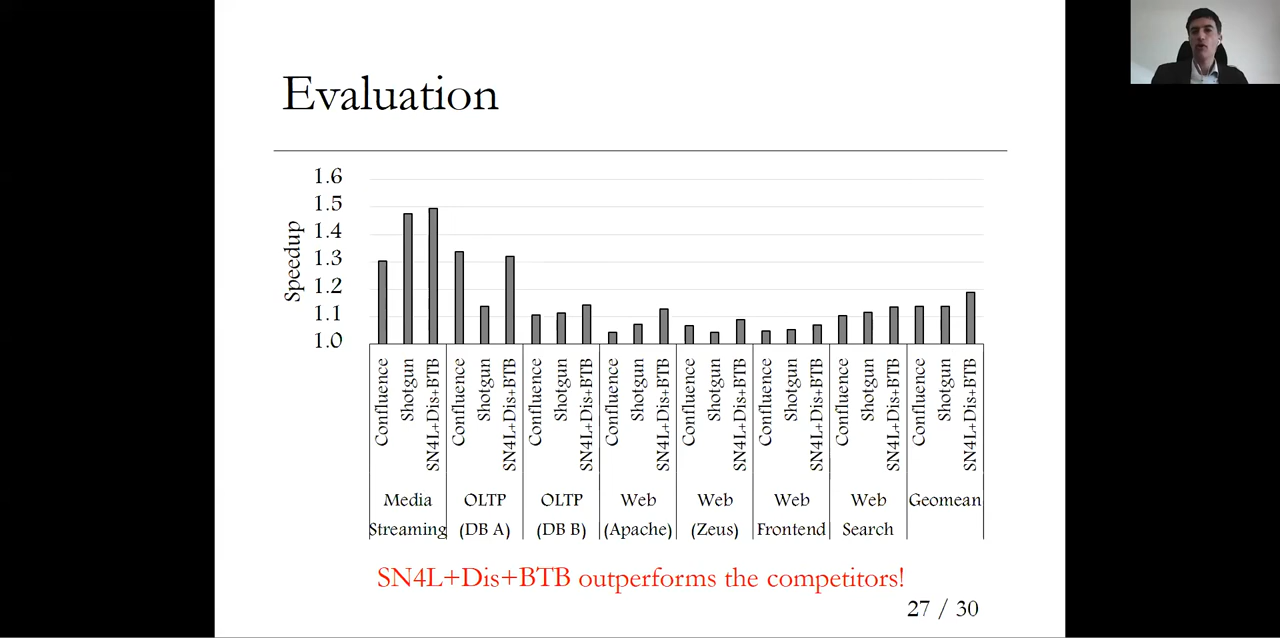 Evaluation
Speedup
1.6
1.5
1.4
1.3
1.2
1.1
1.0
Confluence
Shotgun
SN4L+Dis+BTB
Confluence
Shotgun
SN4L+Dis+BTB
Confluence
Shotgun
SN4L+Dis+BTB
Confluence
Shotgun
SN4L+Dis+BTB
Confluence
Shotgun
SN4L+Dis+BTB
Confluence
Shotgun
SN4L+Dis+BTB
Confluence
Shotgun
SN4L+Dis+BTB
Confluence
Shotgun
SN4L+Dis+BTB
Media
Streaming
OLTP
(DB A)
OLTP
(DB B)
Web
(Apache)
Web
(Zeus)
Web
Frontend
Web
Search
Geomean
SN4L+Dis+BTB outperforms the competitors!
27 / 30